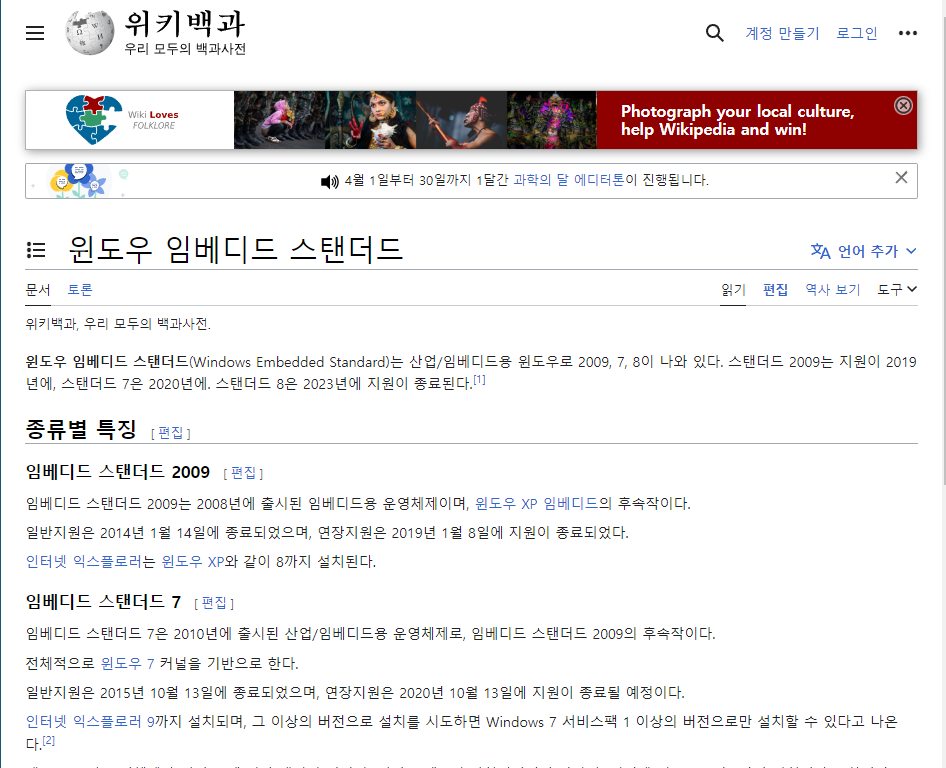 위키백과
우리 모두의 백과사전
계정 만들기 로그인
Wiki Loves
FOLKLORE
Photograph your local culture,
help Wikipedia and win!
4월 1일부터 30일까지 1달간 과학의 달 에디터톤이 진행됩니다.
윈도우 임베디드 스탠더드
언어 추가
문서 토론 읽기 편집 역사 보기 도구
위키백과, 우리 모두의 백과사전.
윈도우 임베디드 스탠더드(Windows Embedded Standard)는 산업/임베디드용 윈도우로 2009, 7, 8이 나와 있다. 스탠더드 2009는 지원이 2019
년에, 스탠더드 7은 2020년에. 스탠더드 8은 2023년에 지원이 종료된다.[1]
종류별 특징 [ 편집 ]
임베디드 스탠더드 2009 [ 편집 ]
임베디드 스탠더드 2009는 2008년에 출시된 임베디드용 운영체제이며, 윈도우 XP 임베디드의 후속작이다.
일반지원은 2014년 1월 14일에 종료되었으며, 연장지원은 2019년 1월 8일에 지원이 종료되었다.
인터넷 익스플로러는 윈도우 XP와 같이 8까지 설치된다.
임베디드 스탠더드 7 [ 편집 ]
임베디드 스탠더드 7은 2010년에 출시된 산업/임베디드용 운영체제로, 임베디드 스탠더드 2009의 후속작이다.
전체적으로 윈도우 7 커널을 기반으로 한다.
일반지원은 2015년 10월 13일에 종료되었으며, 연장지원은 2020년 10월 13일에 지원이 종료될 예정이다.
인터넷 익스플로러 9까지 설치되며, 그 이상의 버전으로 설치를 시도하면 Windows 7 서비스팩 1 이상의 버전으로만 설치할 수 있다고 나온
다.[2]